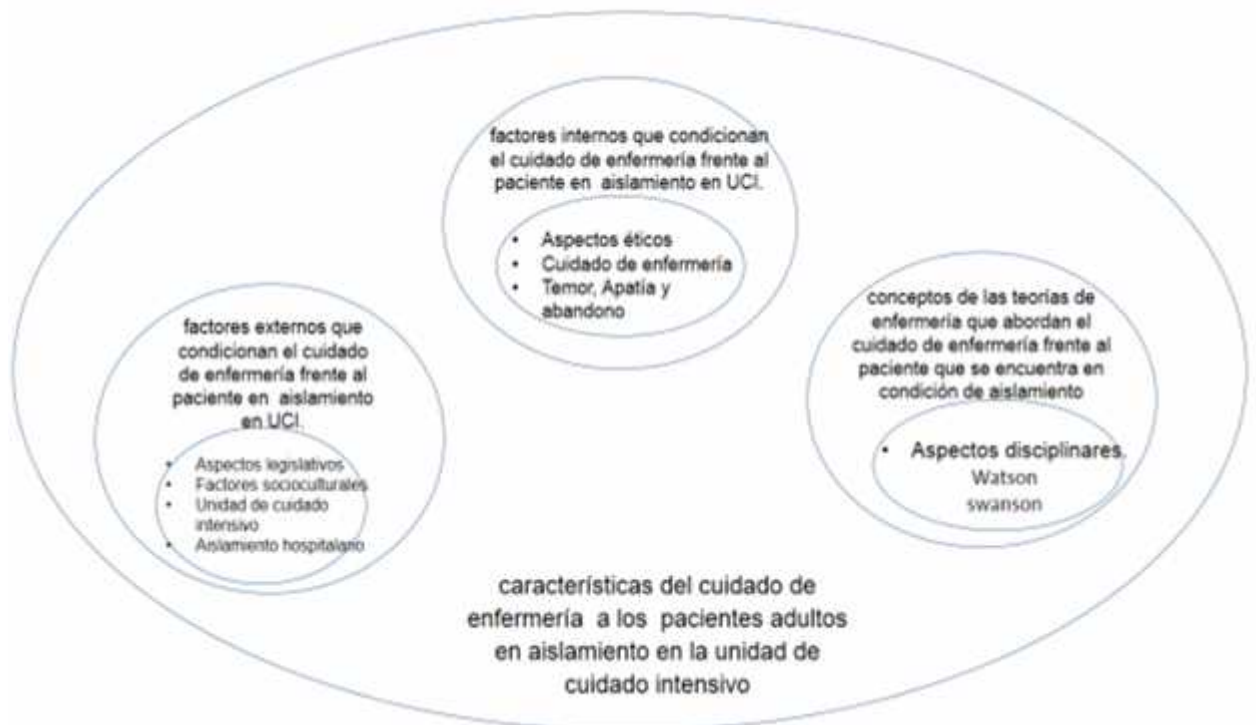 factores internos que condicionan
el cuidado de enfermería frente al
paciente en aislamiento en UCI.
• Aspectos éticos
• Cuidado de enfermería
• Temor, Apatía y
abandono
factores externos que
condicionan el cuidado
de enfermería frente al
paciente en aislamiento
en UCI.
• Aspectos legislativos
• Factores socioculturales
• Unidad de cuidado
intensivo
• Aislamiento hospitalario
conceptos de las teorías de
enfermería que abordan el
cuidado de enfermería frente al
paciente que se encuentra en
condición de aislamiento
• Aspectos disciplinares.
Watson
swanson
características del cuidado de
enfermería a los pacientes adultos
en aislamiento en la unidad de
cuidado intensivo